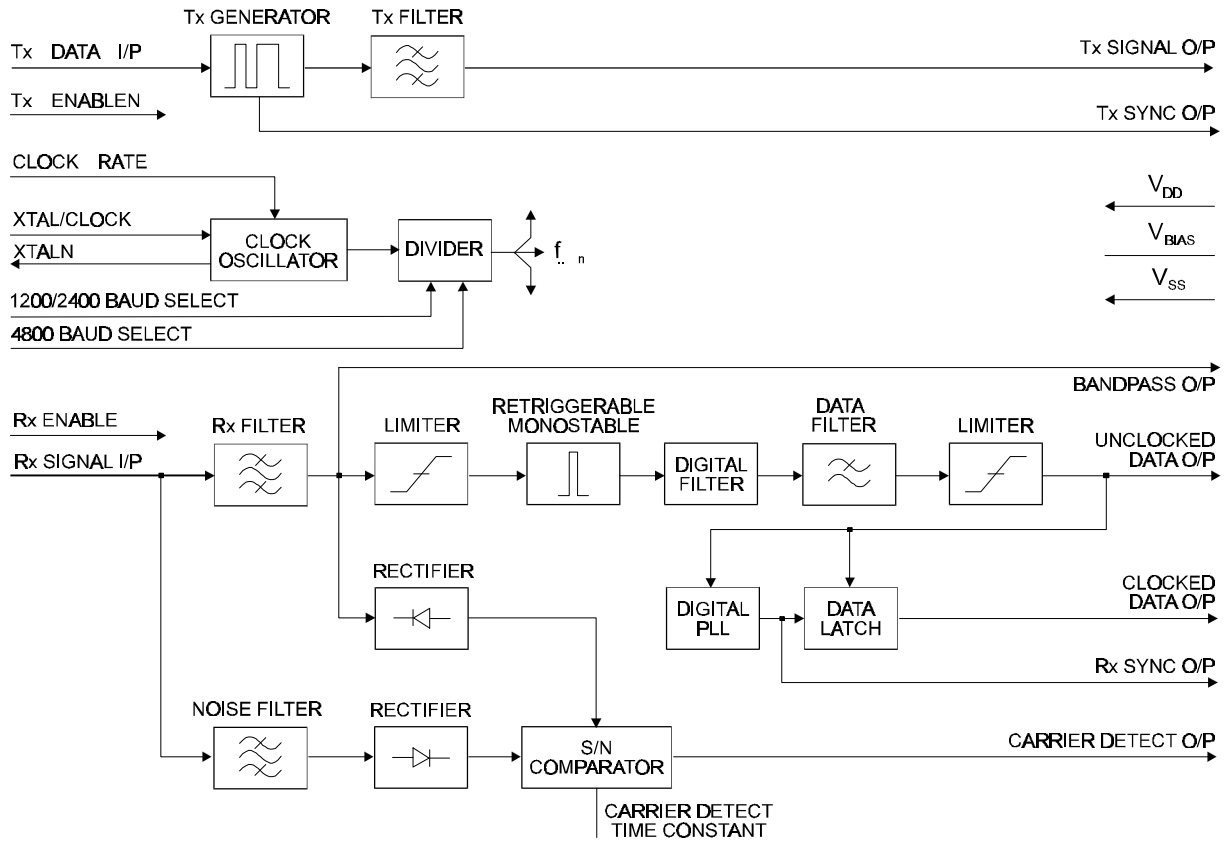 Tx GENERATOR
Tx FILTER
Tx DATA I/P
Tx SIGNAL O/P
Tx ENABLEN
Tx SYNC O/P
CLOCK RATE
VDD
XTAL/CLOCK
CLOCK
OSCILLATOR
DIVIDER
f.. n
VBIAS
XTALN
VSS
1200/2400 BAUD SELECT
4800 BAUD SELECT
BANDPASS O/P
Rx ENABLE
Rx FILTER
LIMITER
RETRIGGERABLE
MONOSTABLE
DATA
FILTER
LIMITER
UNCLOCKED
DATA O/P
Rx SIGNAL I/P
DIGITAL
FILTER
RECTIFIER
DIGITAL
PLL
DATA
LATCH
CLOCKED
DATA O/P
Rx SYNC O/P
NOISE FILTER
RECTIFIER
S/N
COMPARATOR
CARRIER DETECT O/P
CARRIER DETECT
TIME CONSTANT